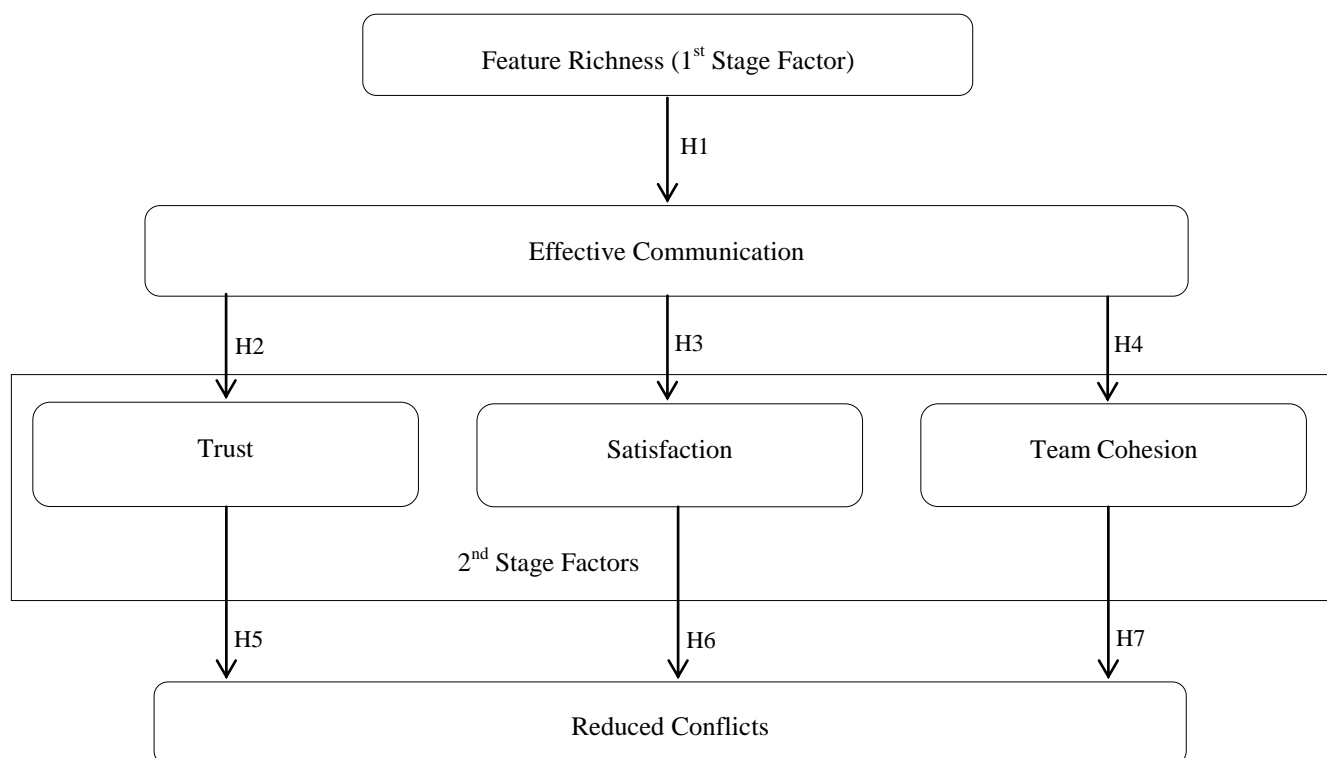 Feature Richness (1st Stage Factor)
H1
Effective Communication
H2
H3
H4
Trust
Satisfaction
Team Cohesion
2nd Stage Factors
H5
H6
H7
Reduced Conflicts